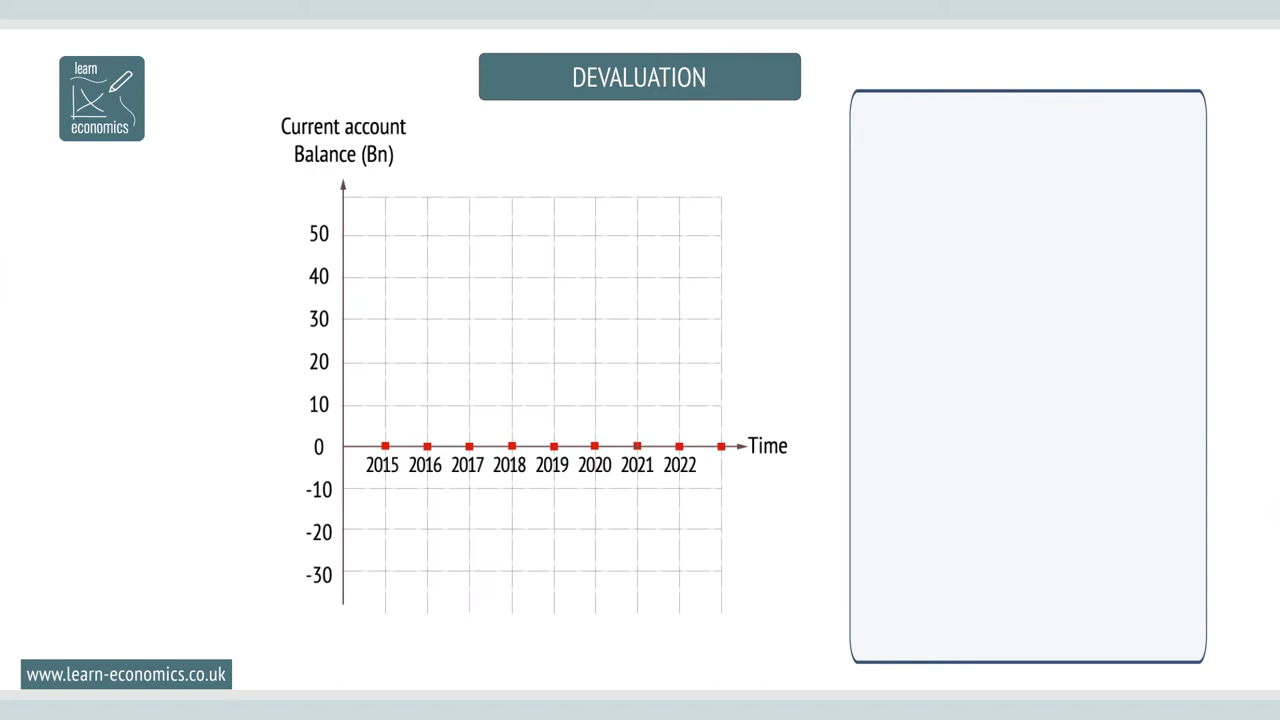 learn
economics
DEVALUATION
Current account
Balance (Bn)
50
40
30
20
10
0
-10
-20
-30
2015 2016 2017 2018 2019 2020 2021 2022
Time
www.learn-economics.co.uk